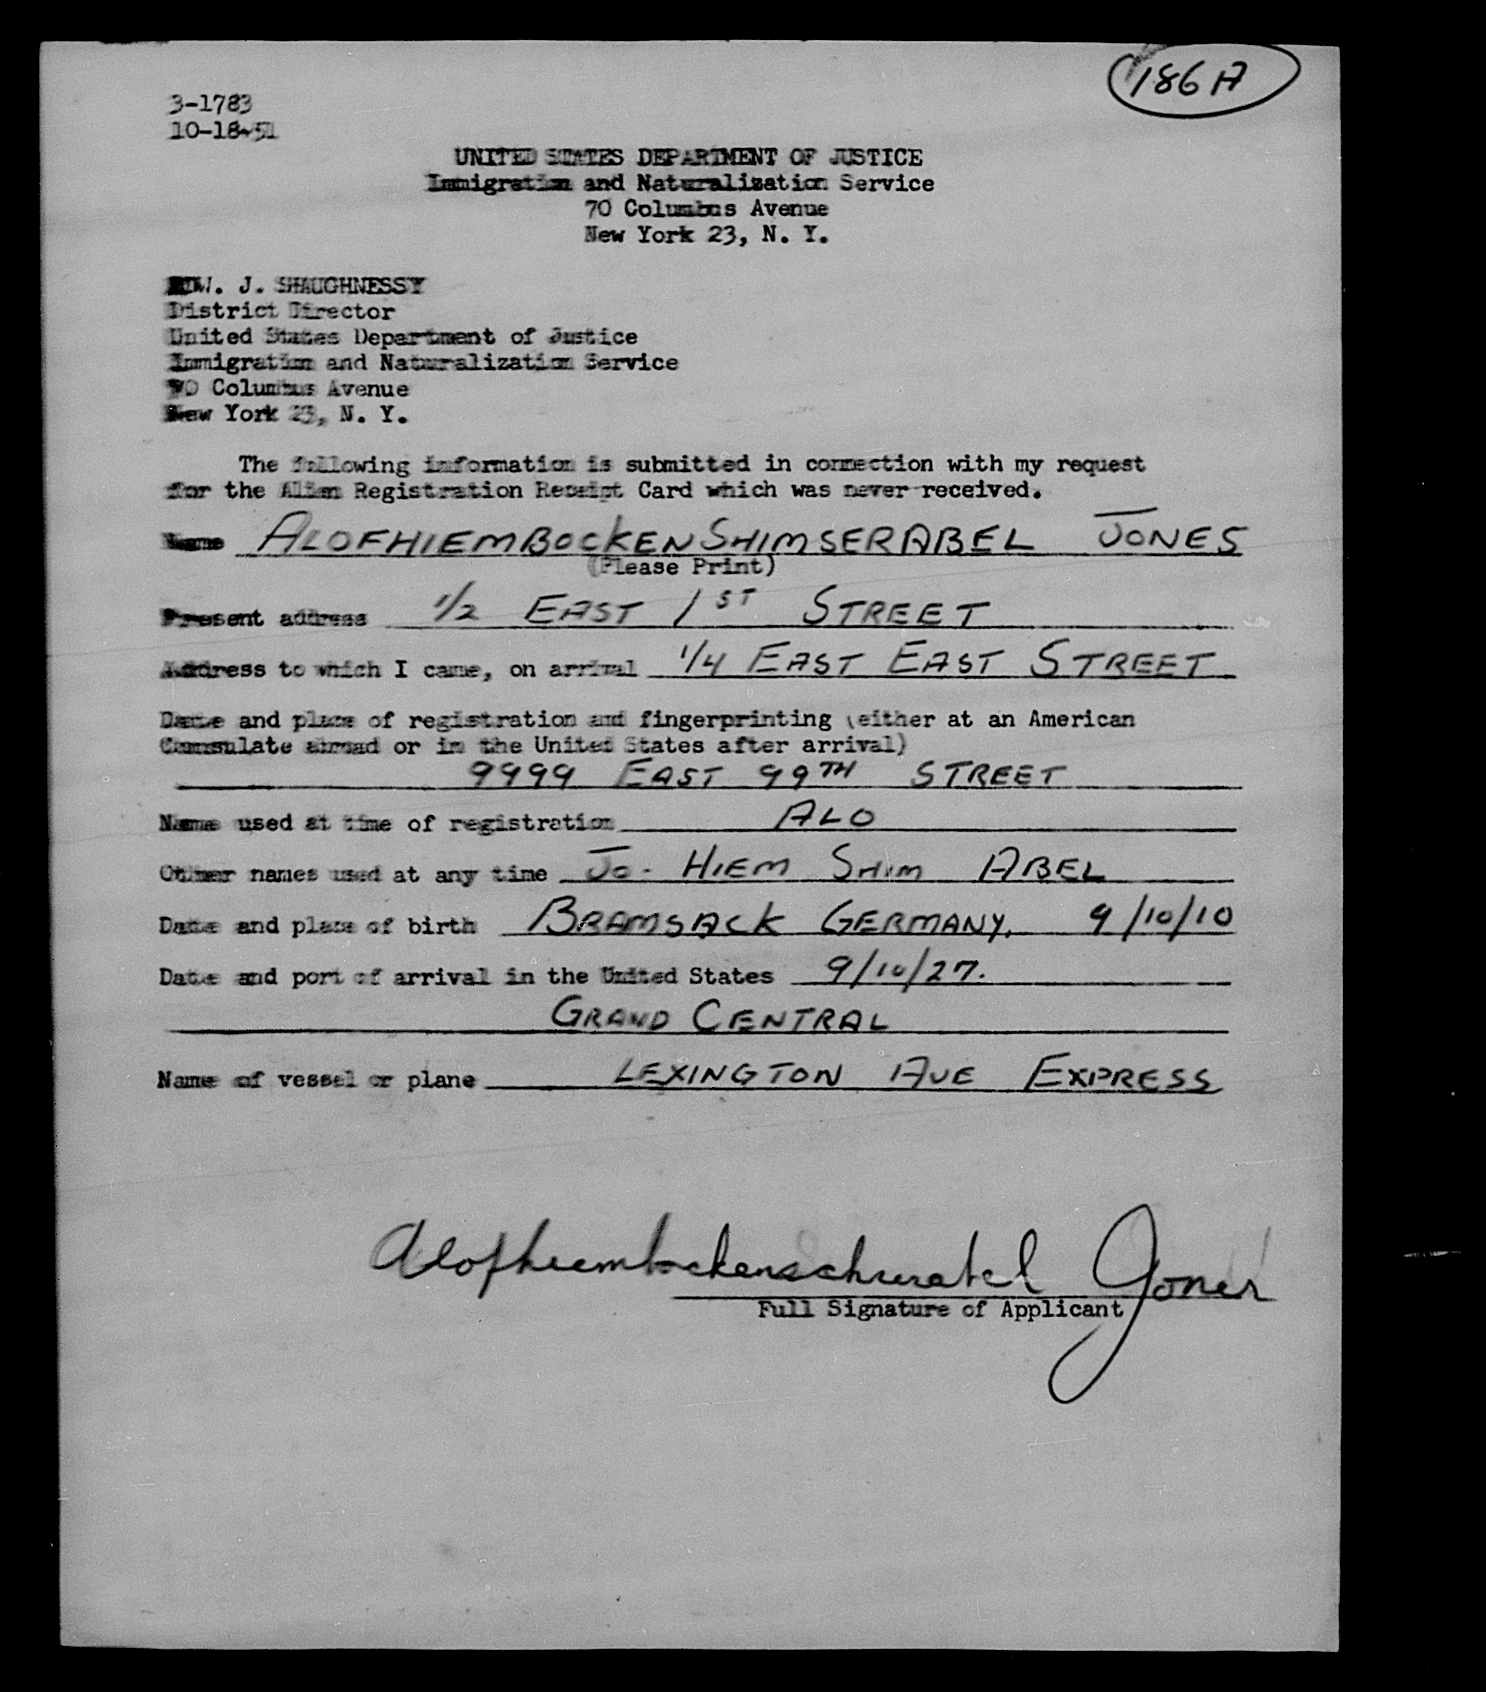 186A
3-1783
10-18-51
UNITED STATES DEPARTMENT OF JUSTICE
Immigration and Naturalization Service
70 Columbus Avenue
New York 23, N. Y.
EDW. J. SHAUGHNESSY
District Director
United States Department of Justice
Immigration and Naturalization Service
70 Columbus Avenue
New York 23, N. Y.
The following information is submitted in connection with my request
for the Alien Registration Receipt Card which was never received.
Name ALOFHIEMBOCKENSHIMSERABEL JONES
(Please Print)
Present address 1/2 EAST 1ST STREET
Address to which I came, on arrival 1/4 EAST EAST STREET
Date and place of registration and fingerprinting (either at an American
Consulate abroad or in the United States after arrival)
9999 EAST 99TH STREET
Name used at time of registration ALO
Other names used at any time JO- HIEM SHIM ABEL
Date and place of birth BRAMSACK GERMANY, 9/10/10
Date and port of arrival in the United States 9/10/27.
GRAND CENTRAL
Name of vessel or plane LEXINGTON AVE EXPRESS
Jones
Full Signature of Applicant